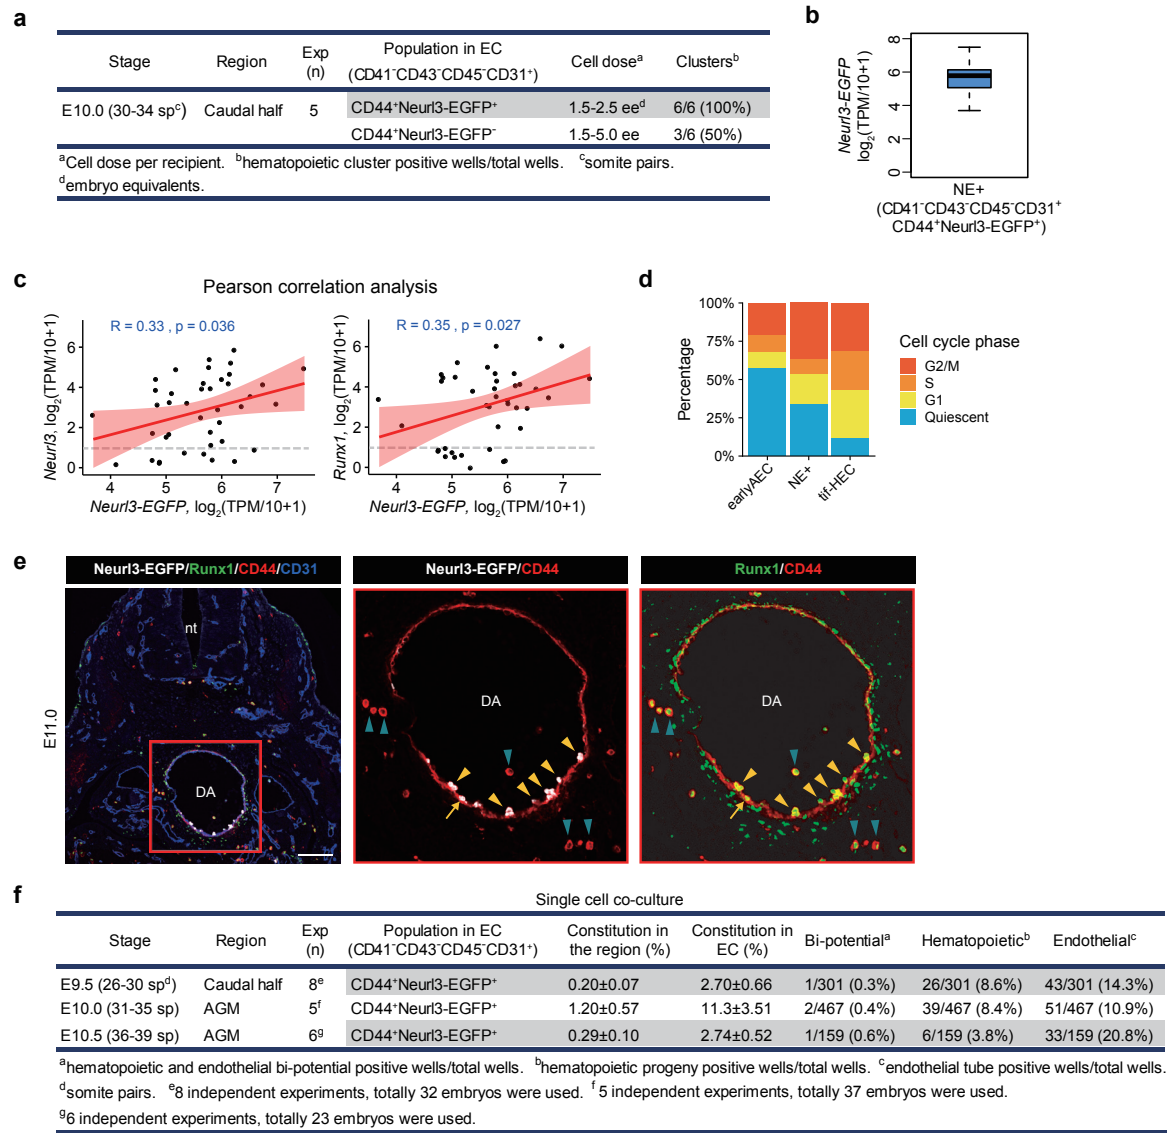 a
Stage Region Exp (n) Population in EC (CD41⁻CD43⁻CD45⁻CD31⁺) Cell doseᵃ Clustersᵇ
E10.0 (30-34 spᶜ) Caudal half 5 CD44⁺Neurl3-EGFP⁺ 1.5-2.5 eeᵈ 6/6 (100%)
CD44⁺Neurl3-EGFP⁻ 1.5-5.0 ee 3/6 (50%)
ᵃCell dose per recipient. ᵇhematopoietic cluster positive wells/total wells. ᶜsomite pairs.
ᵈembryo equivalents.
b
Neurl3-EGFP
log₂(TPM/10+1)
8
6
4
2
0
NE+
(CD41⁻CD43⁻CD45⁻CD31⁺
CD44⁺Neurl3-EGFP⁺)
c
Pearson correlation analysis
R = 0.33 , p = 0.036
Neurl3, log₂(TPM/10+1)
6
4
2
0
4 5 6 7
Neurl3-EGFP, log₂(TPM/10+1)
R = 0.35 , p = 0.027
Runx1, log₂(TPM/10+1)
6
4
2
0
4 5 6 7
Neurl3-EGFP, log₂(TPM/10+1)
d
Percentage
100%
75%
50%
25%
0%
earlyAEC
NE+
tif-HEC
Cell cycle phase
G2/M
S
G1
Quiescent
e
E11.0
Neurl3-EGFP/Runx1/CD44/CD31
nt
DA
Neurl3-EGFP/CD44
DA
Runx1/CD44
DA
f
Single cell co-culture
Stage Region Exp (n) Population in EC (CD41⁻CD43⁻CD45⁻CD31⁺) Constitution in the region (%) Constitution in EC (%) Bi-potentialᵃ Hematopoieticᵇ Endothelialᶜ
E9.5 (26-30 spᵈ) Caudal half 8ᵉ CD44⁺Neurl3-EGFP⁺ 0.20±0.07 2.70±0.66 1/301 (0.3%) 26/301 (8.6%) 43/301 (14.3%)
E10.0 (31-35 sp) AGM 5ᶠ CD44⁺Neurl3-EGFP⁺ 1.20±0.57 11.3±3.51 2/467 (0.4%) 39/467 (8.4%) 51/467 (10.9%)
E10.5 (36-39 sp) AGM 6ᵍ CD44⁺Neurl3-EGFP⁺ 0.29±0.10 2.74±0.52 1/159 (0.6%) 6/159 (3.8%) 33/159 (20.8%)
ᵃhematopoietic and endothelial bi-potential positive wells/total wells. ᵇhematopoietic progeny positive wells/total wells. ᶜendothelial tube positive wells/total wells.
ᵈsomite pairs. ᵉ8 independent experiments, totally 32 embryos were used. ᶠ 5 independent experiments, totally 37 embryos were used.
ᵍ6 independent experiments, totally 23 embryos were used.